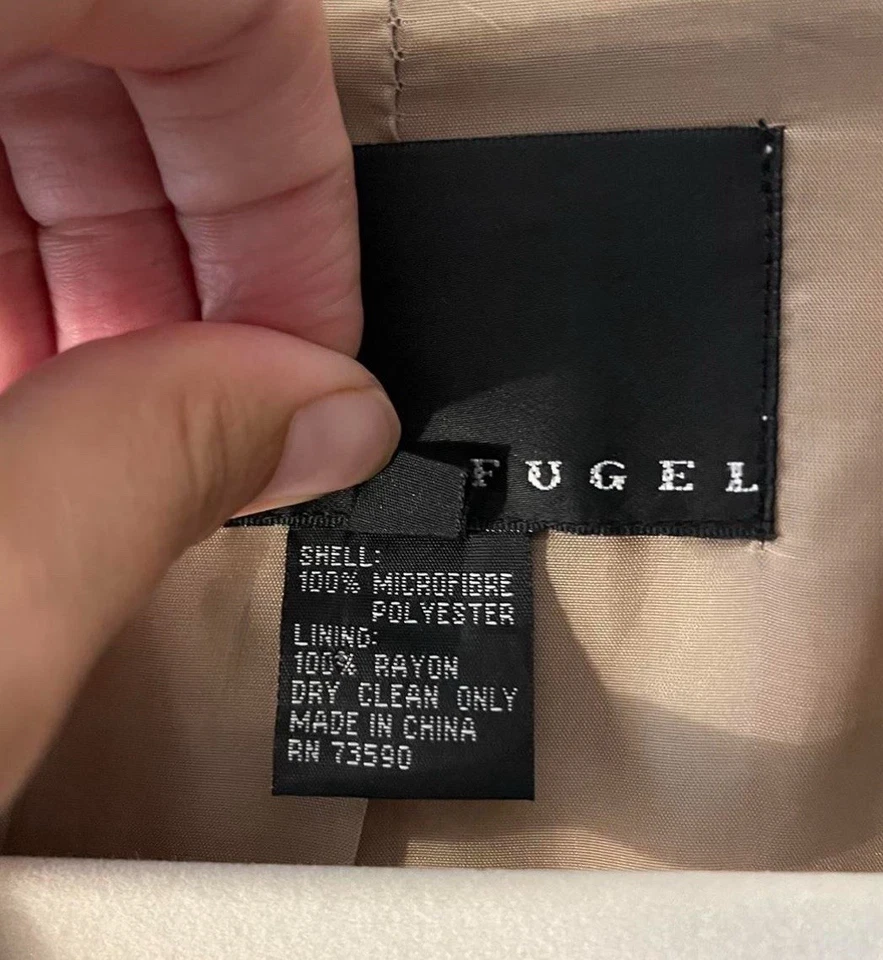 FUGEL
SHELL:
100% MICROFIBRE
POLYESTER
LINING:
100% RAYON
DRY CLEAN ONLY
MADE IN CHINA
RN 73590